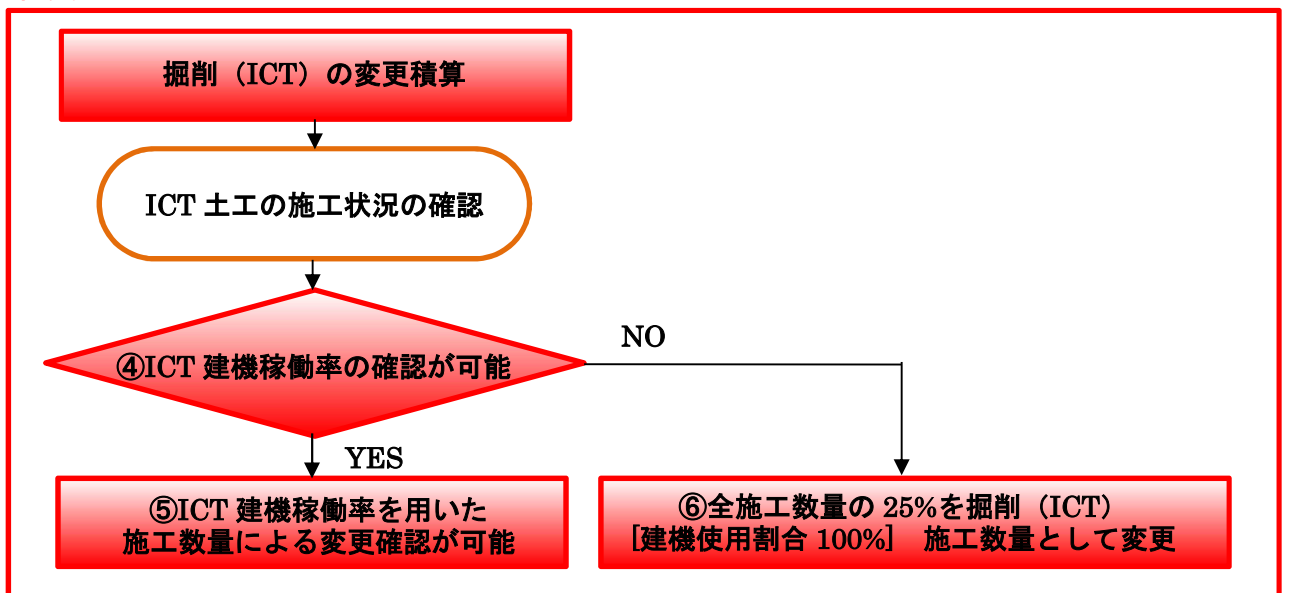 掘削（ICT）の変更積算
ICT 土工の施工状況の確認
④ICT 建機稼働率の確認が可能
NO
YES
⑤ICT 建機稼働率を用いた
施工数量による変更確認が可能
⑥全施工数量の 25%を掘削（ICT）
[建機使用割合 100%]　施工数量として変更